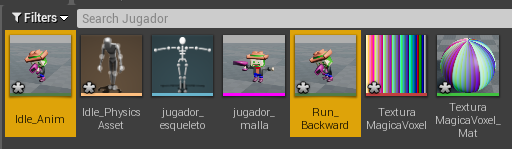 Filters
Search Jugador
Idle_Anim
Idle_Physics
Asset
jugador_
esqueleto
jugador_
malla
Run_
Backward
Textura
MagicaVoxel
Textura
MagicaVoxel_
Mat